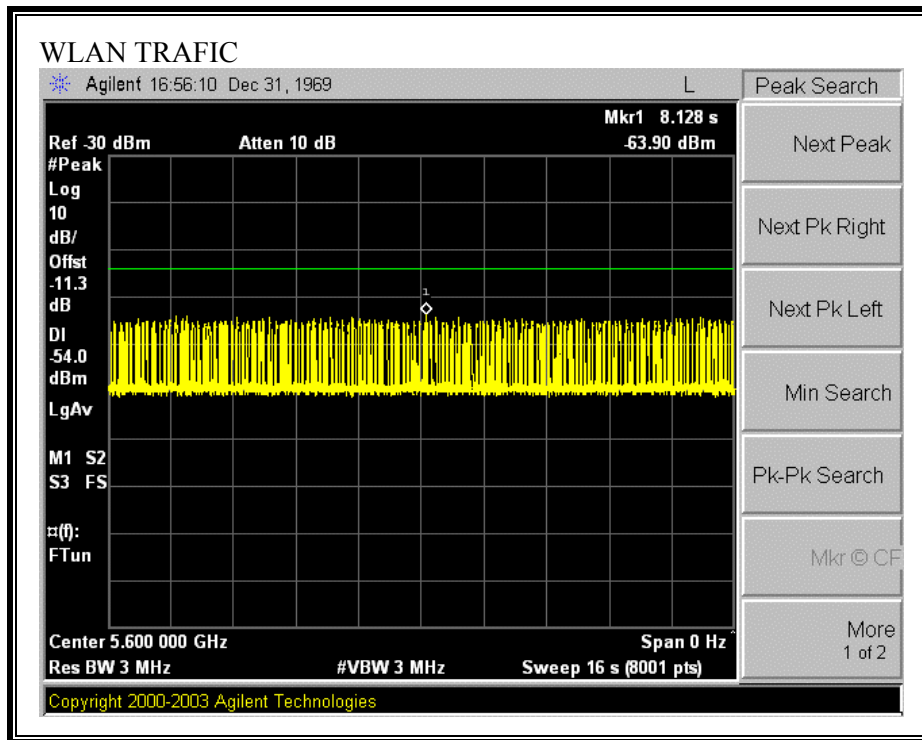 WLAN TRAFIC
Agilent 16:56:10 Dec 31, 1969 L
Peak Search
Mkr1 8.128 s
Ref -30 dBm Atten 10 dB -63.90 dBm
#Peak
Log
10
dB/
Offst
-11.3
dB
DI
-54.0
dBm
LgAv
M1 S2
S3 FS
¤(f):
FTun
1
Center 5.600 000 GHz Span 0 Hz^
Res BW 3 MHz #VBW 3 MHz Sweep 16 s (8001 pts)
Copyright 2000-2003 Agilent Technologies
Next Peak
Next Pk Right
Next Pk Left
Min Search
Pk-Pk Search
Mkr © CF
More
1 of 2